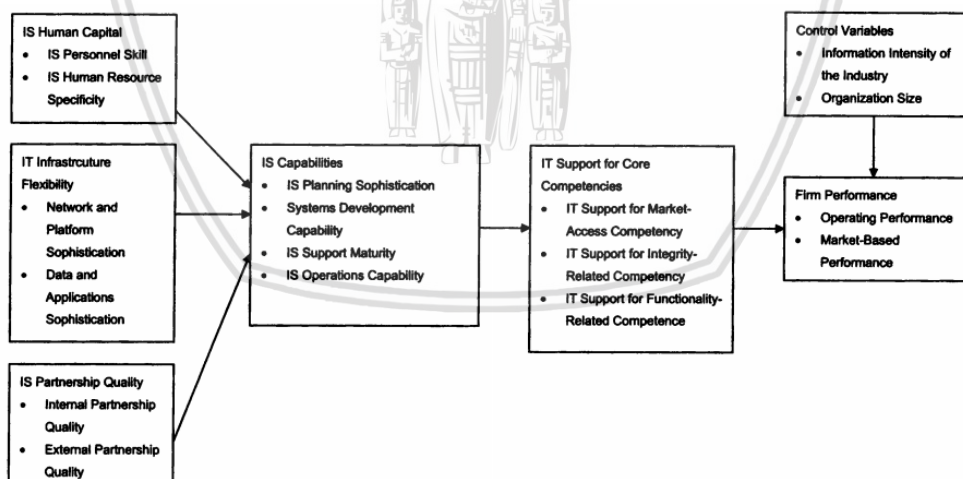 IS Human Capital
• IS Personnel Skill
• IS Human Resource
Specificity
IT Infrastrcuture
Flexibility
• Network and
Platform
Sophistication
• Data and
Applications
Sophistication
IS Partnership Quality
• Internal Partnership
Quality
• External Partnership
Quality
IS Capabilities
• IS Planning Sophistication
• Systems Development
Capability
• IS Support Maturity
• IS Operations Capability
IT Support for Core
Competencies
• IT Support for Market-
Access Competency
• IT Support for Integrity-
Related Competency
• IT Support for Functionality-
Related Competence
Control Variables
• Information Intensity of
the Industry
• Organization Size
Firm Performance
• Operating Performance
• Market-Based
Performance